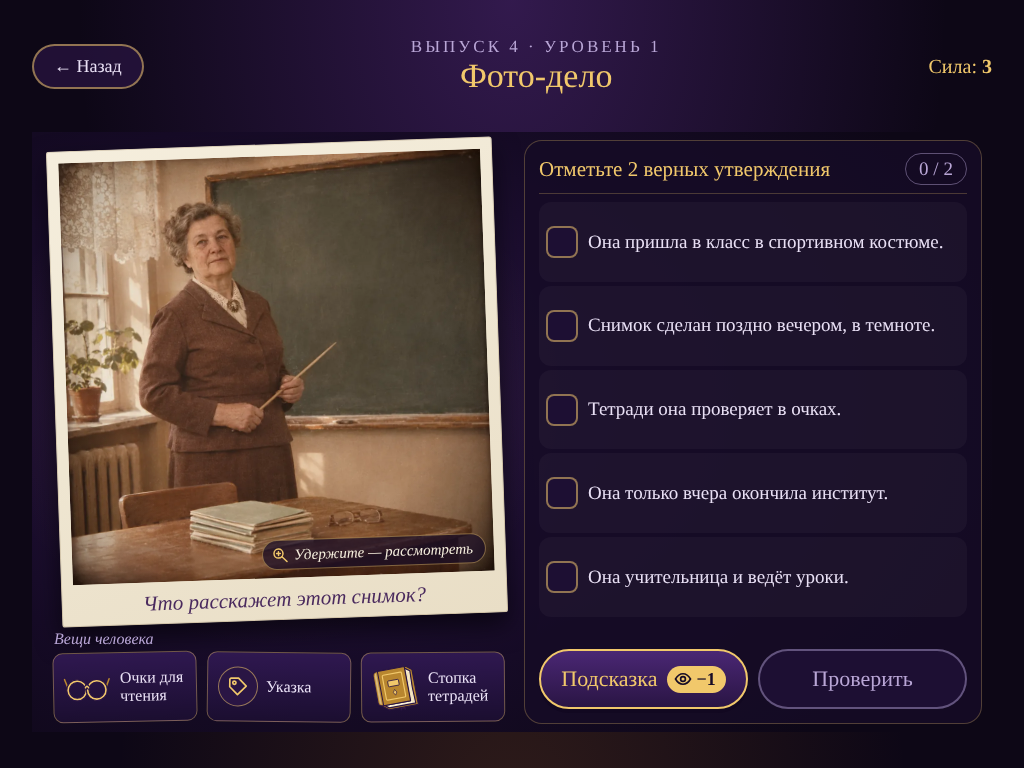 ← Назад
ВЫПУСК 4 · УРОВЕНЬ 1
Фото-дело
Сила: 3
Удержите — рассмотреть
Что расскажет этот снимок?
Вещи человека
Очки для
чтения
Указка
Стопка
тетрадей
Отметьте 2 верных утверждения
0 / 2
Она пришла в класс в спортивном костюме.
Снимок сделан поздно вечером, в темноте.
Тетради она проверяет в очках.
Она только вчера окончила институт.
Она учительница и ведёт уроки.
Подсказка −1
Проверить